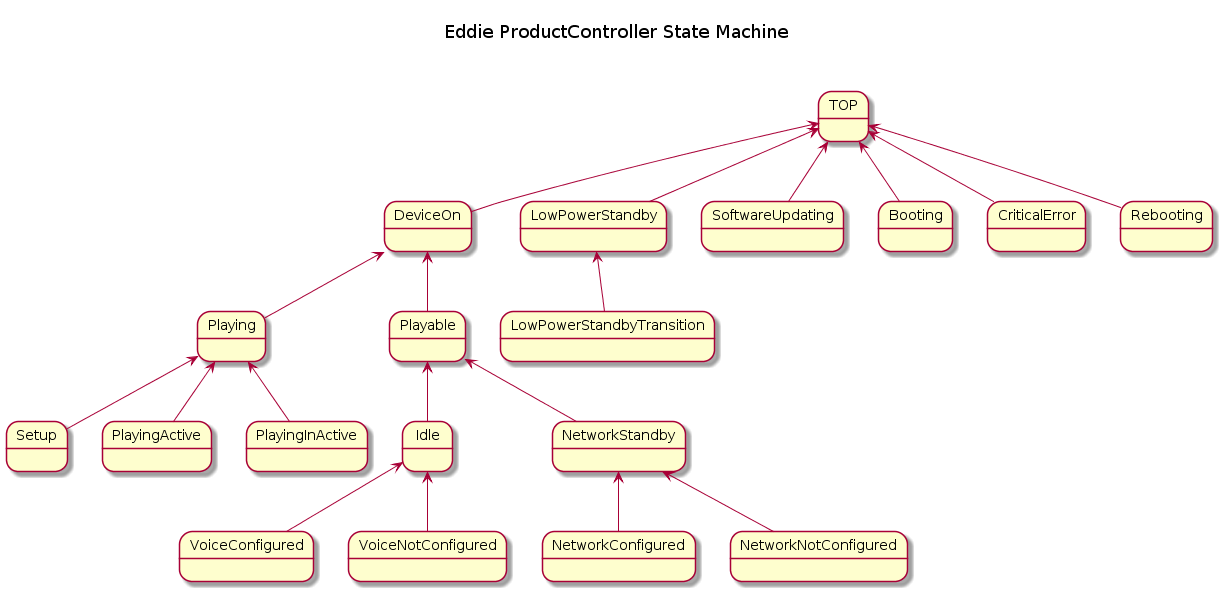 Eddie ProductController State Machine
TOP
DeviceOn
LowPowerStandby
SoftwareUpdating
Booting
CriticalError
Rebooting
Playing
Playable
LowPowerStandbyTransition
Setup
PlayingActive
PlayingInActive
Idle
NetworkStandby
VoiceConfigured
VoiceNotConfigured
NetworkConfigured
NetworkNotConfigured